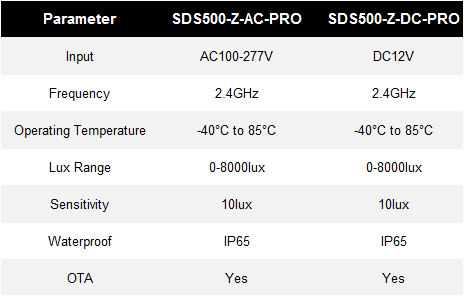 Parameter SDS500-Z-AC-PRO SDS500-Z-DC-PRO
Input AC100-277V DC12V
Frequency 2.4GHz 2.4GHz
Operating Temperature -40°C to 85°C -40°C to 85°C
Lux Range 0-8000lux 0-8000lux
Sensitivity 10lux 10lux
Waterproof IP65 IP65
OTA Yes Yes